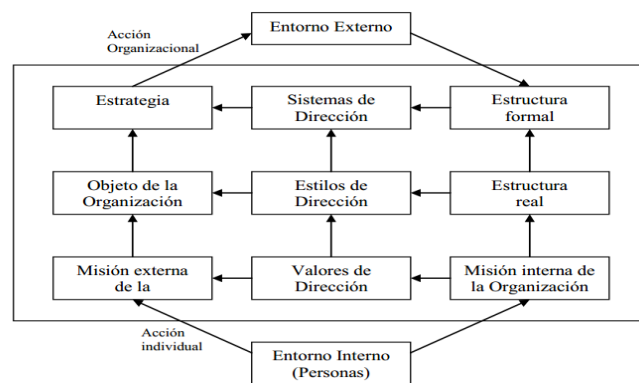 Acción
Organizacional
Entorno Externo
Estrategia
Sistemas de
Dirección
Estructura
formal
Objeto de la
Organización
Estilos de
Dirección
Estructura
real
Misión externa
de la
Valores de
Dirección
Misión interna de
la Organización
Acción
individual
Entorno Interno
(Personas)